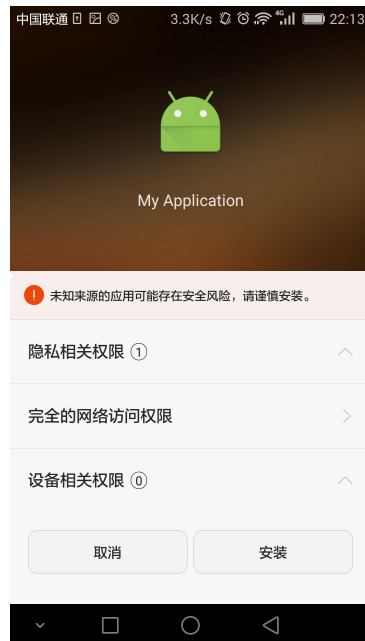 中国联通 3.3K/s 4G 22:13
My Application
未知来源的应用可能存在安全风险，请谨慎安装。
隐私相关权限 ①
完全的网络访问权限
设备相关权限 ⓪
取消 安装